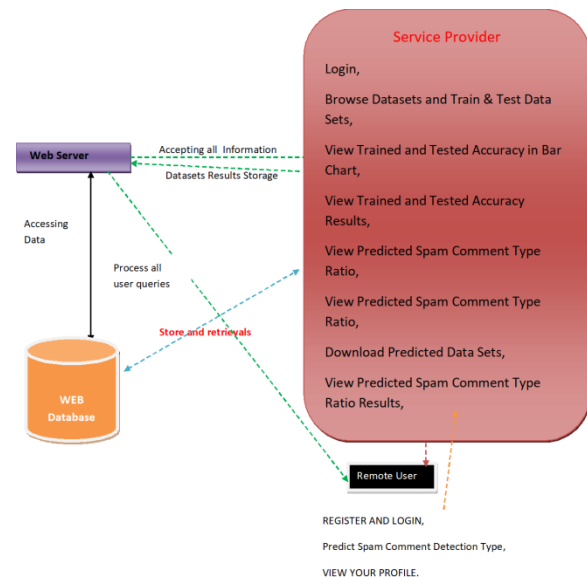 Service Provider
Login,
Browse Datasets and Train & Test Data
Sets,
View Trained and Tested Accuracy in Bar
Chart,
View Trained and Tested Accuracy
Results,
View Predicted Spam Comment Type
Ratio,
View Predicted Spam Comment Type
Ratio,
Download Predicted Data Sets,
View Predicted Spam Comment Type
Ratio Results,
Web Server
Accepting all Information
Datasets Results Storage
Accessing
Data
Process all
user queries
Store and retrievals
WEB
Database
Remote User
REGISTER AND LOGIN,
Predict Spam Comment Detection Type,
VIEW YOUR PROFILE.